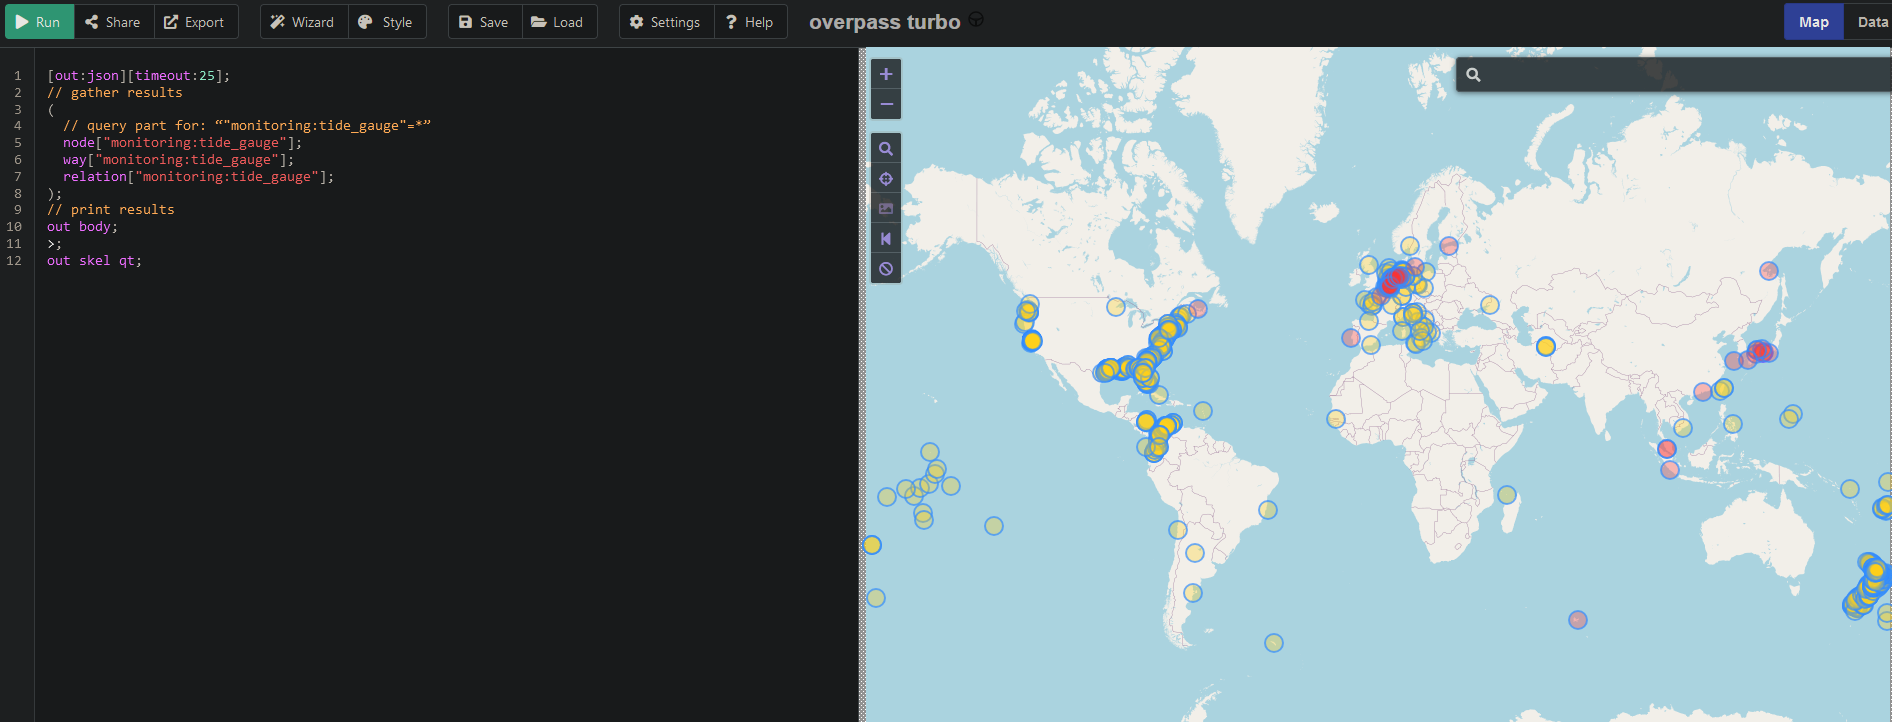 Run Share Export Wizard Style Save Load Settings ? Help overpass turbo Map Data
1 [out:json][timeout:25];
2 // gather results
3 (
4 // query part for: “"monitoring:tide_gauge"=*”
5 node["monitoring:tide_gauge"];
6 way["monitoring:tide_gauge"];
7 relation["monitoring:tide_gauge"];
8 );
9 // print results
10 out body;
11 >;
12 out skel qt;
+
−